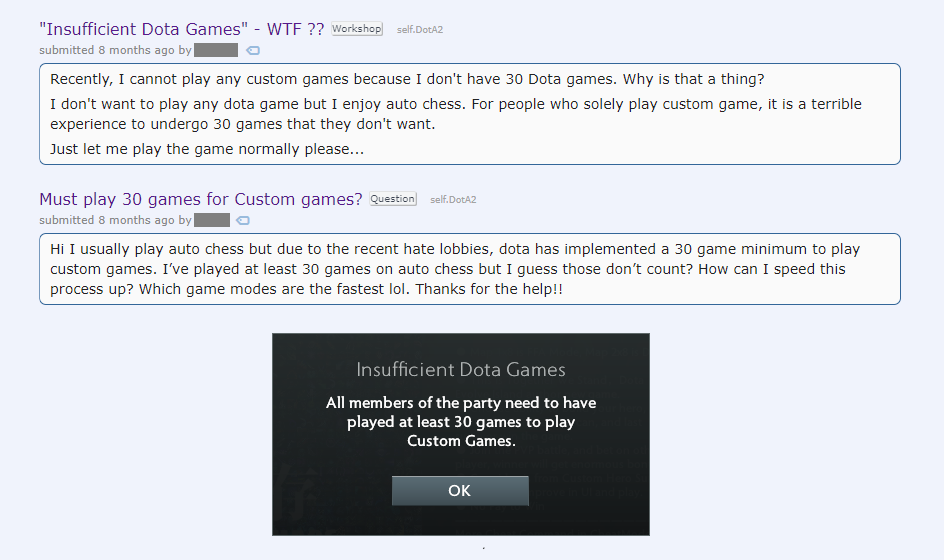 "Insufficient Dota Games" - WTF ?? Workshop self.DotA2
submitted 8 months ago by
Recently, I cannot play any custom games because I don't have 30 Dota games. Why is that a thing?
I don't want to play any dota game but I enjoy auto chess. For people who solely play custom game, it is a terrible
experience to undergo 30 games that they don't want.
Just let me play the game normally please...
Must play 30 games for Custom games? Question self.DotA2
submitted 8 months ago by
Hi I usually play auto chess but due to the recent hate lobbies, dota has implemented a 30 game minimum to play
custom games. I’ve played at least 30 games on auto chess but I guess those don’t count? How can I speed this
process up? Which game modes are the fastest lol. Thanks for the help!!
Insufficient Dota Games
All members of the party need to have
played at least 30 games to play
Custom Games.
OK
.